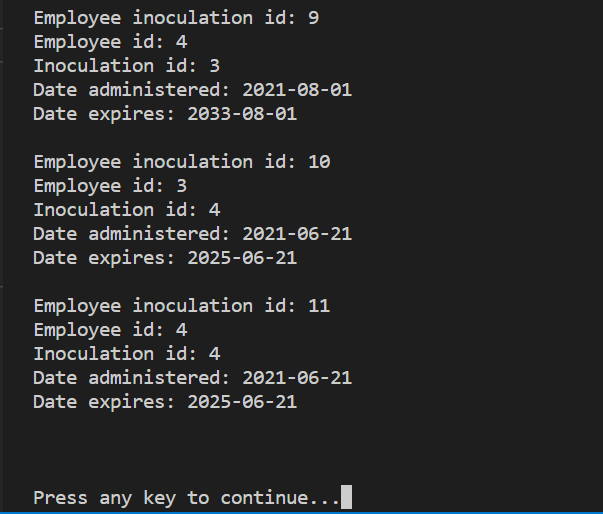 Employee inoculation id: 9
Employee id: 4
Inoculation id: 3
Date administered: 2021-08-01
Date expires: 2033-08-01
Employee inoculation id: 10
Employee id: 3
Inoculation id: 4
Date administered: 2021-06-21
Date expires: 2025-06-21
Employee inoculation id: 11
Employee id: 4
Inoculation id: 4
Date administered: 2021-06-21
Date expires: 2025-06-21
Press any key to continue...